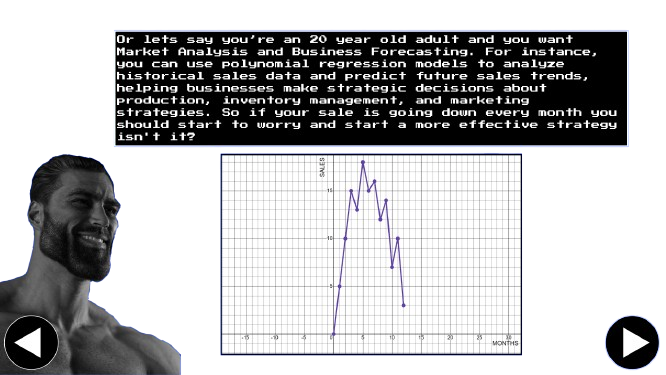 Or lets say you're an 20 year old adult and you want
Market Analysis and Business Forecasting. For instance,
you can use polynomial regression models to analyze
historical sales data and predict future sales trends,
helping businesses make strategic decisions about
production, inventory management, and marketing
strategies. So if your sale is going down every month you
should start to worry and start a more effective strategy
isn't it?
SALES
15
10
5
-15 -10 -5 0 5 10 15 20 25 30
MONTHS